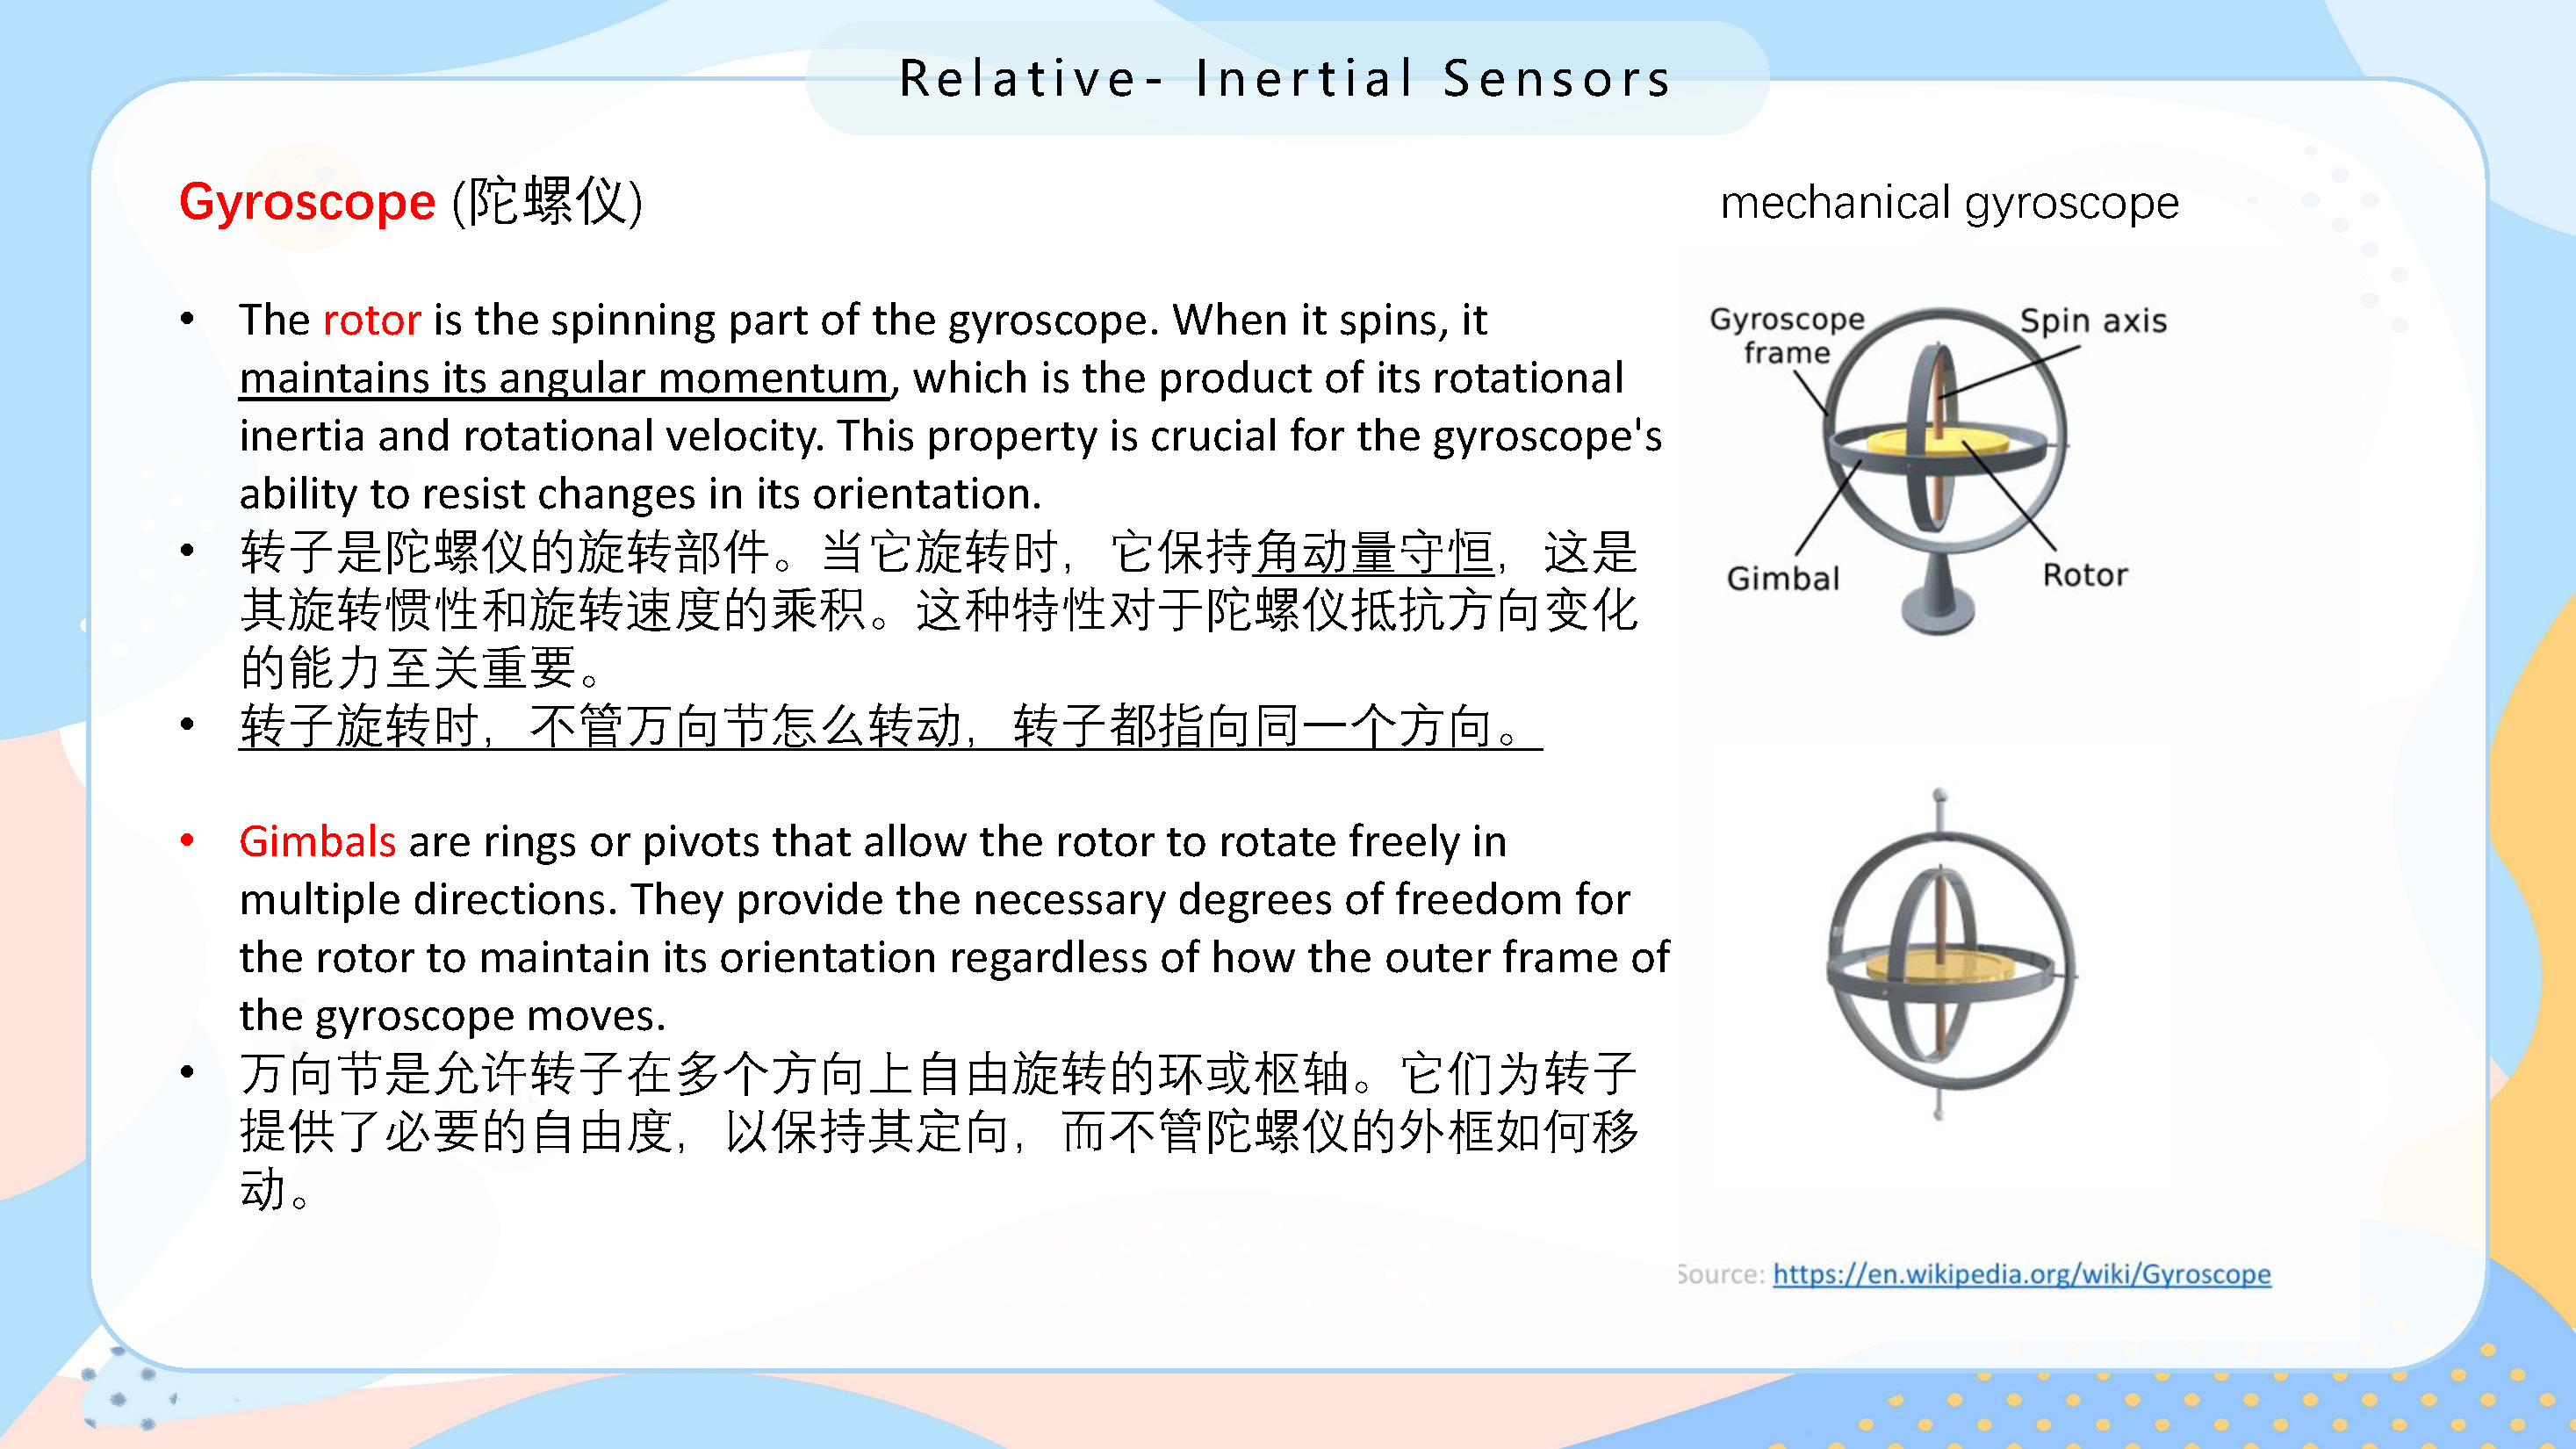 Relative- Inertial Sensors
Gyroscope (陀螺仪)
mechanical gyroscope
• The rotor is the spinning part of the gyroscope. When it spins, it
maintains its angular momentum, which is the product of its rotational
inertia and rotational velocity. This property is crucial for the gyroscope's
ability to resist changes in its orientation.
• 转子是陀螺仪的旋转部件。当它旋转时，它保持角动量守恒，这是
其旋转惯性和旋转速度的乘积。这种特性对于陀螺仪抵抗方向变化
的能力至关重要。
• 转子旋转时，不管万向节怎么转动，转子都指向同一个方向。
• Gimbals are rings or pivots that allow the rotor to rotate freely in
multiple directions. They provide the necessary degrees of freedom for
the rotor to maintain its orientation regardless of how the outer frame of
the gyroscope moves.
• 万向节是允许转子在多个方向上自由旋转的环或枢轴。它们为转子
提供了必要的自由度，以保持其定向，而不管陀螺仪的外框如何移
动。
Gyroscope
frame
Spin axis
Gimbal
Rotor
Source: https://en.wikipedia.org/wiki/Gyroscope